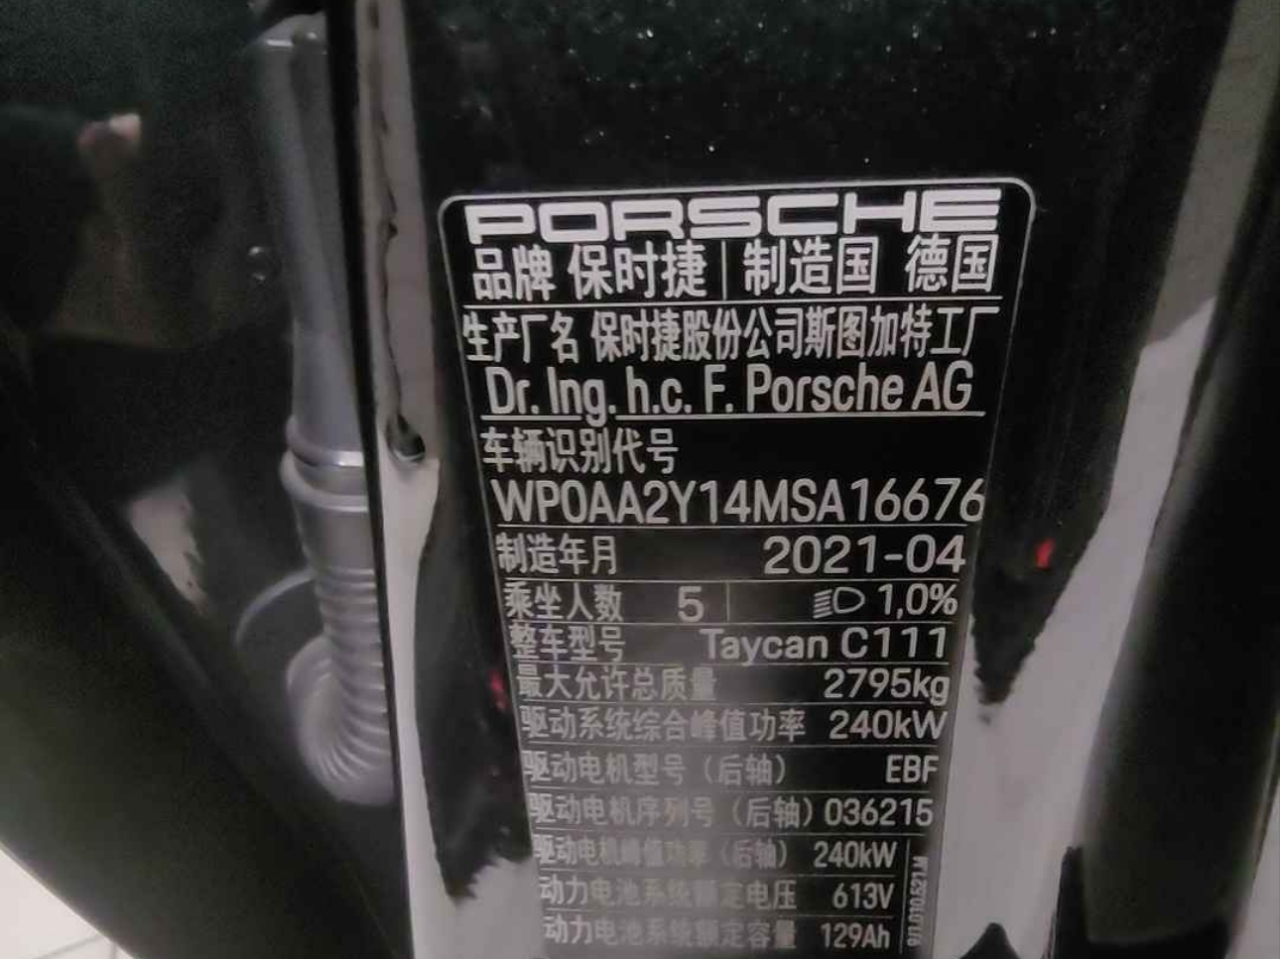 PORSCHE
品牌 保时捷 制造国 德国
生产厂名 保时捷股份公司斯图加特工厂
Dr. Ing. h.c. F. Porsche AG
车辆识别代号
WP0AA2Y14MSA16676
制造年月 2021-04
乘坐人数 5 1,0%
整车型号 Taycan C111
最大允许总质量 2795kg
驱动系统综合峰值功率 240kW
驱动电机型号（后轴） EBF
驱动电机序列号（后轴）036215
驱动电机峰值功率（后轴） 240kW
动力电池系统额定电压 613V
动力电池系统额定容量 129Ah